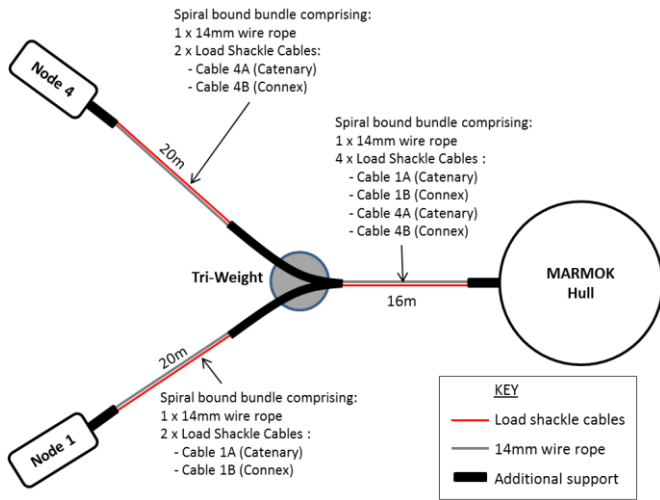 Spiral bound bundle comprising:
1 x 14mm wire rope
2 x Load Shackle Cables:
- Cable 4A (Catenary)
- Cable 4B (Connex)
Node 4
20m
Spiral bound bundle comprising:
1 x 14mm wire rope
4 x Load Shackle Cables :
- Cable 1A (Catenary)
- Cable 1B (Connex)
- Cable 4A (Catenary)
- Cable 4B (Connex)
Tri-Weight
16m
MARMOK
Hull
20m
Node 1
Spiral bound bundle comprising:
1 x 14mm wire rope
2 x Load Shackle Cables :
- Cable 1A (Catenary)
- Cable 1B (Connex)
KEY
Load shackle cables
14mm wire rope
Additional support